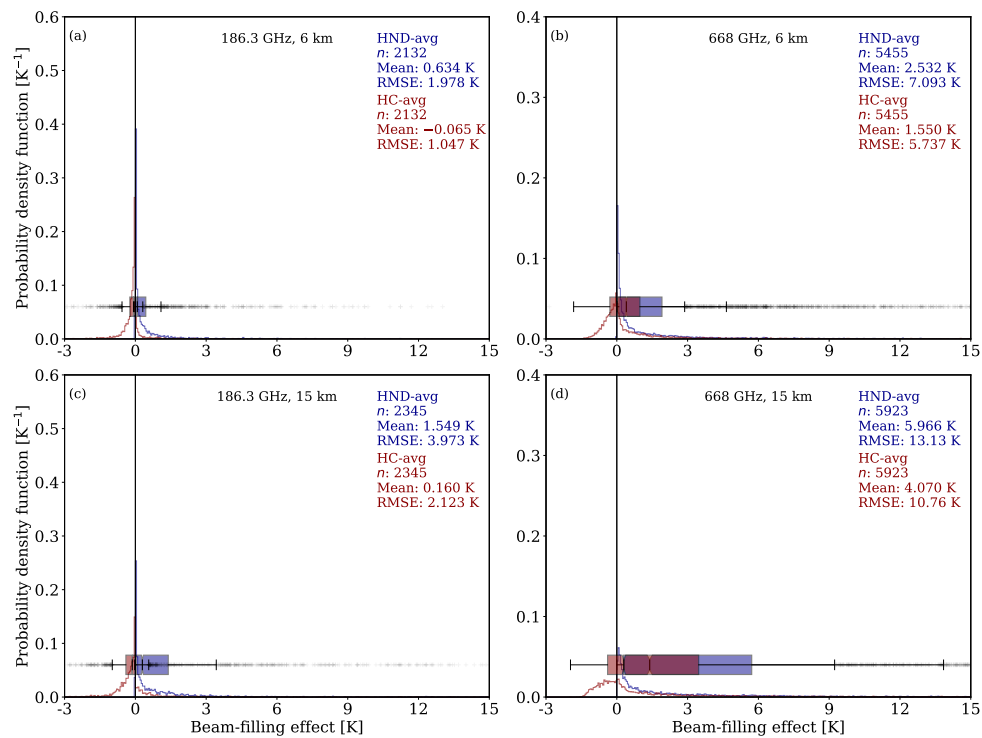 (a)
186.3 GHz, 6 km
HND-avg
n: 2132
Mean: 0.634 K
RMSE: 1.978 K
HC-avg
n: 2132
Mean: −0.065 K
RMSE: 1.047 K
Probability density function [K⁻¹]
0.6
0.5
0.4
0.3
0.2
0.1
0.0
-3
0
3
6
9
12
15
(b)
668 GHz, 6 km
HND-avg
n: 5455
Mean: 2.532 K
RMSE: 7.093 K
HC-avg
n: 5455
Mean: 1.550 K
RMSE: 5.737 K
0.4
0.3
0.2
0.1
0.0
-3
0
3
6
9
12
15
(c)
186.3 GHz, 15 km
HND-avg
n: 2345
Mean: 1.549 K
RMSE: 3.973 K
HC-avg
n: 2345
Mean: 0.160 K
RMSE: 2.123 K
Probability density function [K⁻¹]
0.6
0.5
0.4
0.3
0.2
0.1
0.0
-3
0
3
6
9
12
15
Beam-filling effect [K]
(d)
668 GHz, 15 km
HND-avg
n: 5923
Mean: 5.966 K
RMSE: 13.13 K
HC-avg
n: 5923
Mean: 4.070 K
RMSE: 10.76 K
0.4
0.3
0.2
0.1
0.0
-3
0
3
6
9
12
15
Beam-filling effect [K]